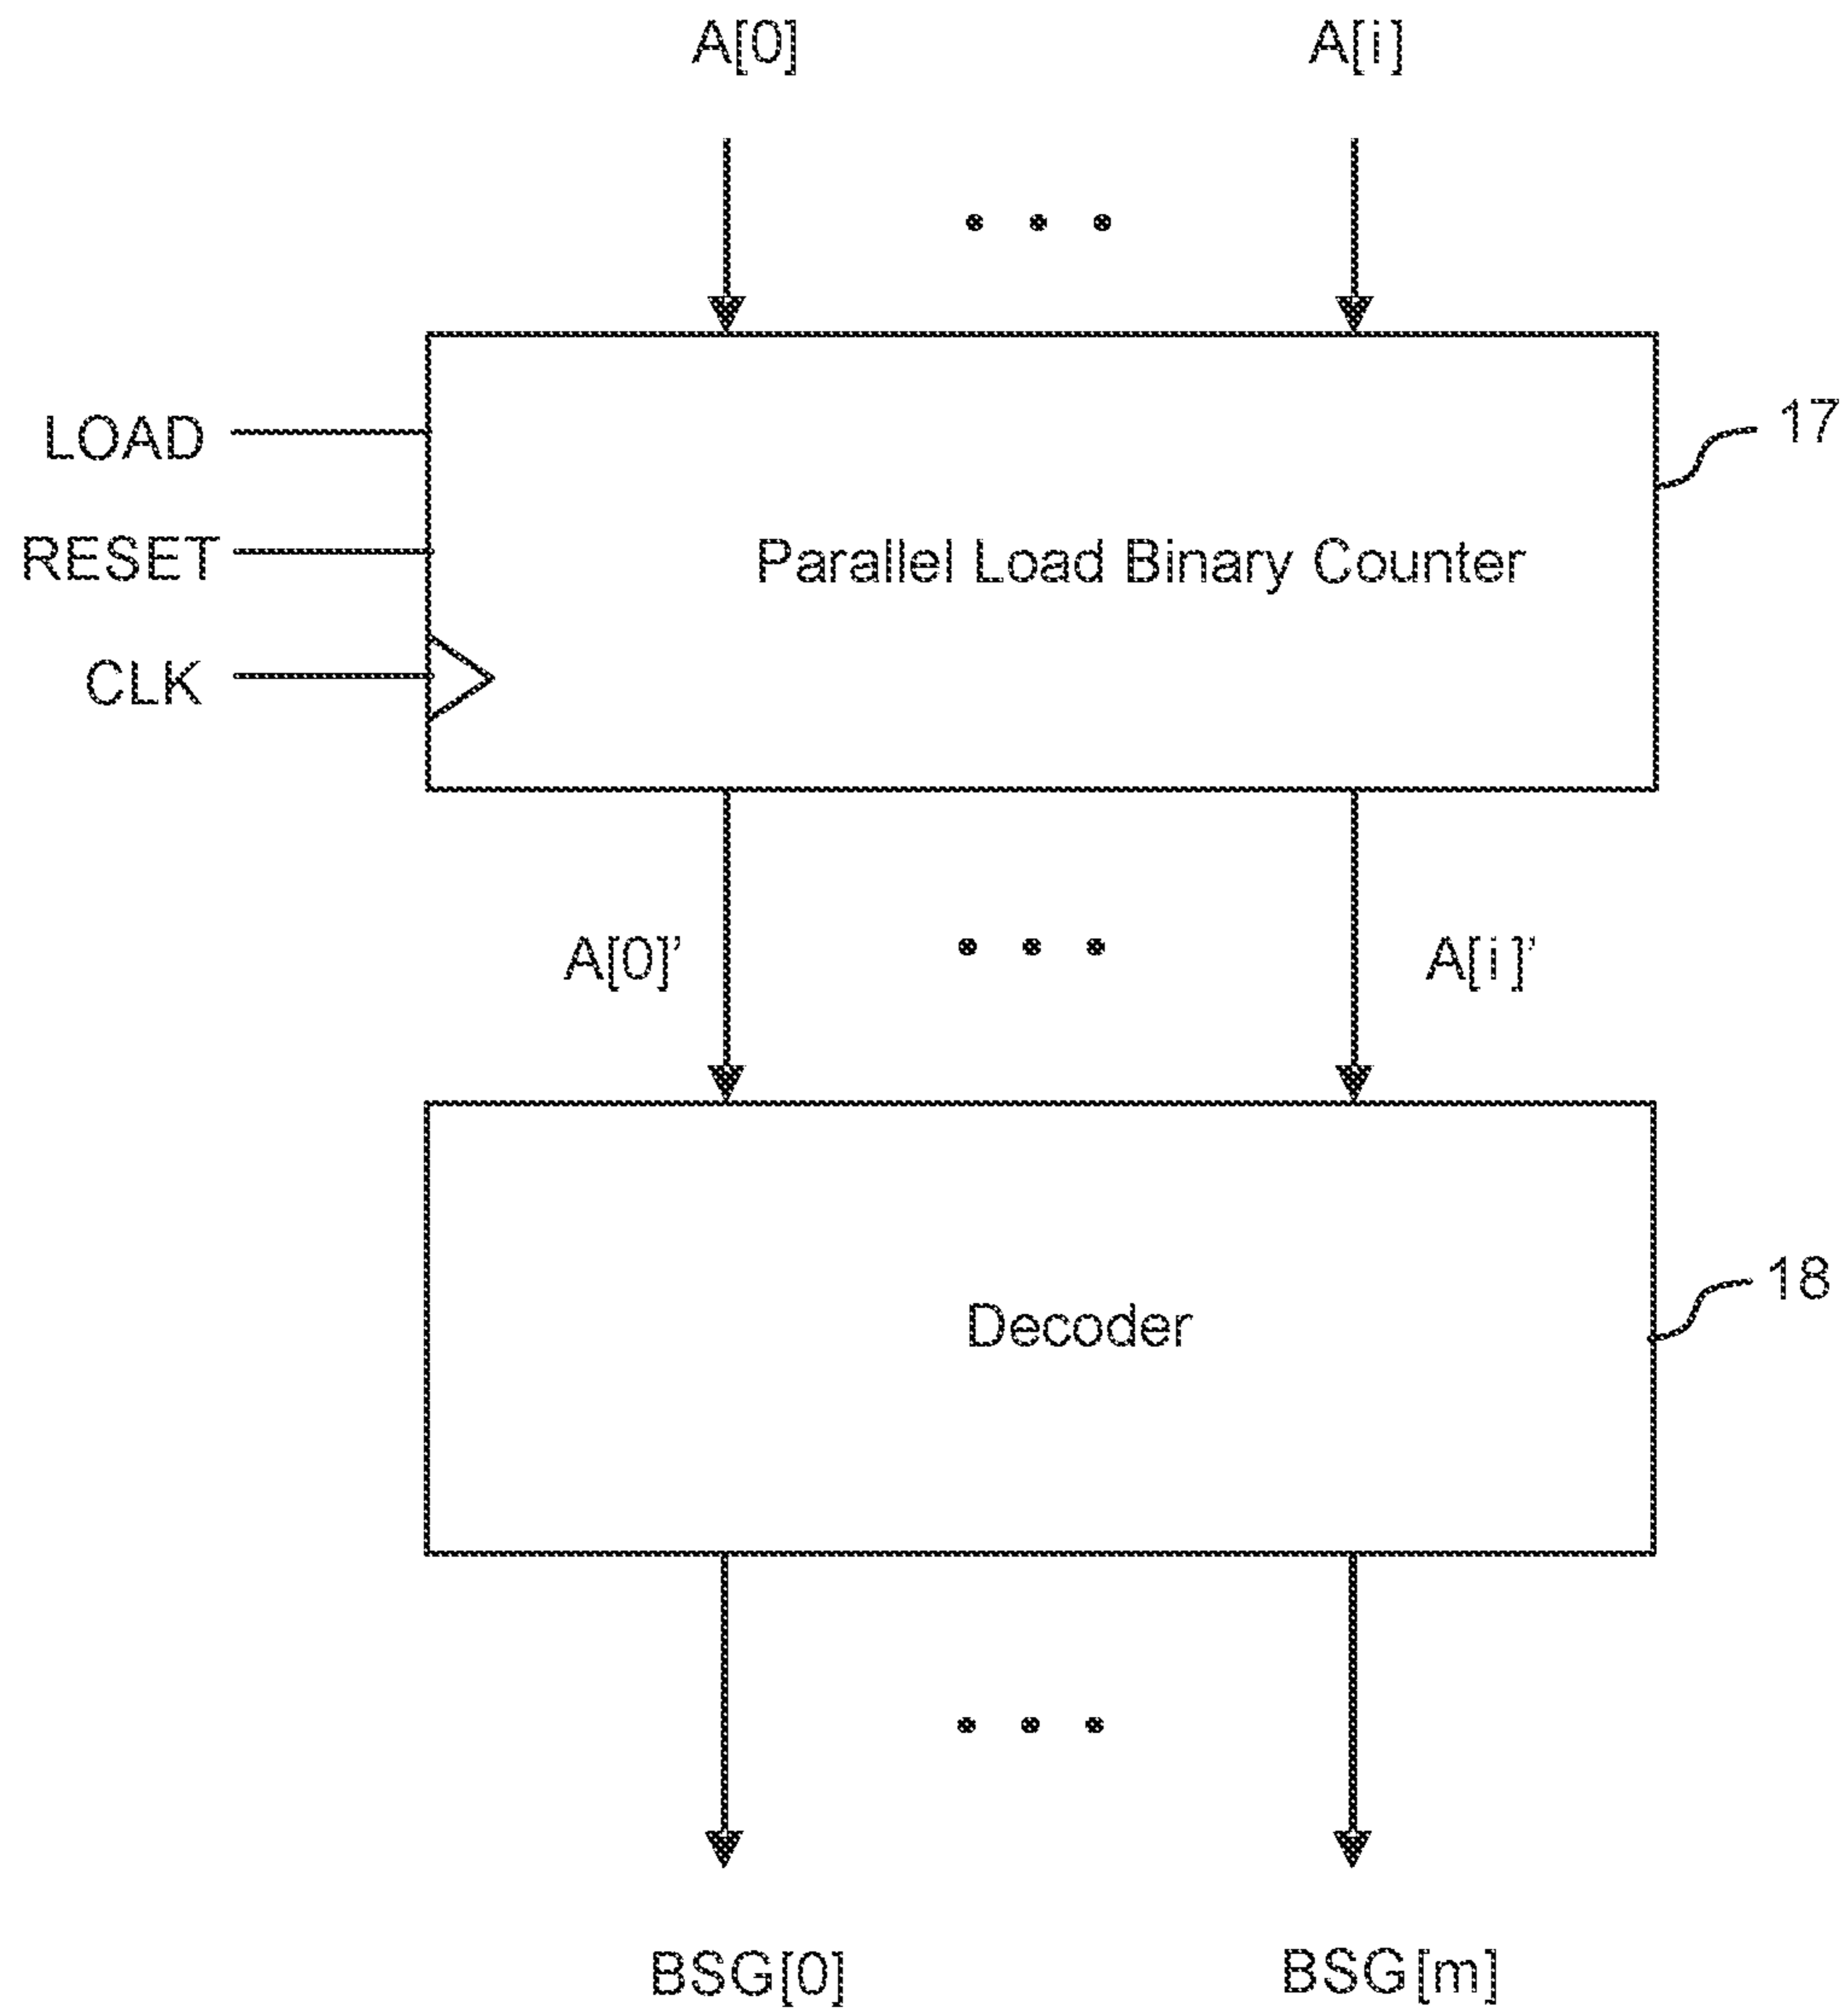 A[0]
A[i]
LOAD
RESET
CLK
Parallel Load Binary Counter
17
A[0]’
A[i]’
Decoder
18
BSG[0]
BSG[m]